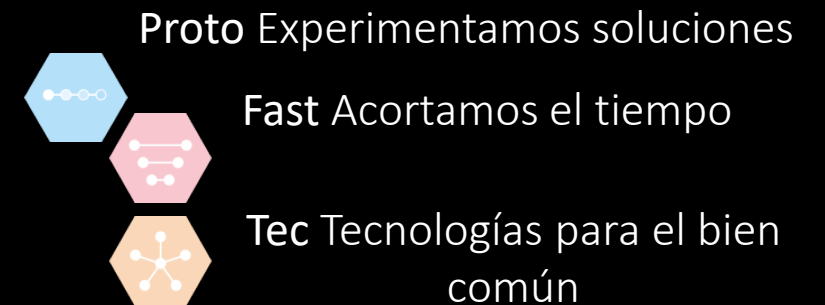 Proto Experimentamos soluciones
Fast Acortamos el tiempo
Tec Tecnologías para el bien
común